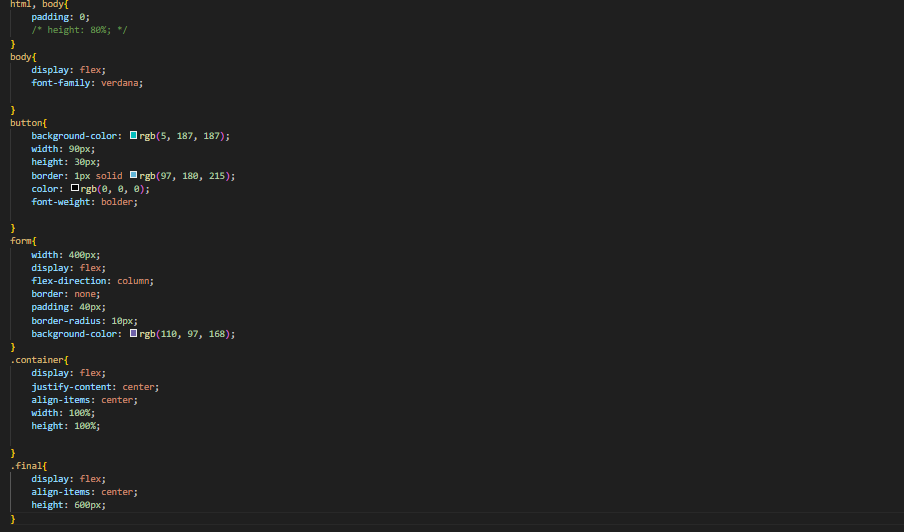 html, body{
padding: 0;
/* height: 80%; */
}
body{
display: flex;
font-family: verdana;
}
button{
background-color: rgb(5, 187, 187);
width: 90px;
height: 30px;
border: 1px solid rgb(97, 180, 215);
color: rgb(0, 0, 0);
font-weight: bolder;
}
form{
width: 400px;
display: flex;
flex-direction: column;
border: none;
padding: 40px;
border-radius: 10px;
background-color: rgb(110, 97, 168);
}
.container{
display: flex;
justify-content: center;
align-items: center;
width: 100%;
height: 100%;
}
.final{
display: flex;
align-items: center;
height: 600px;
}